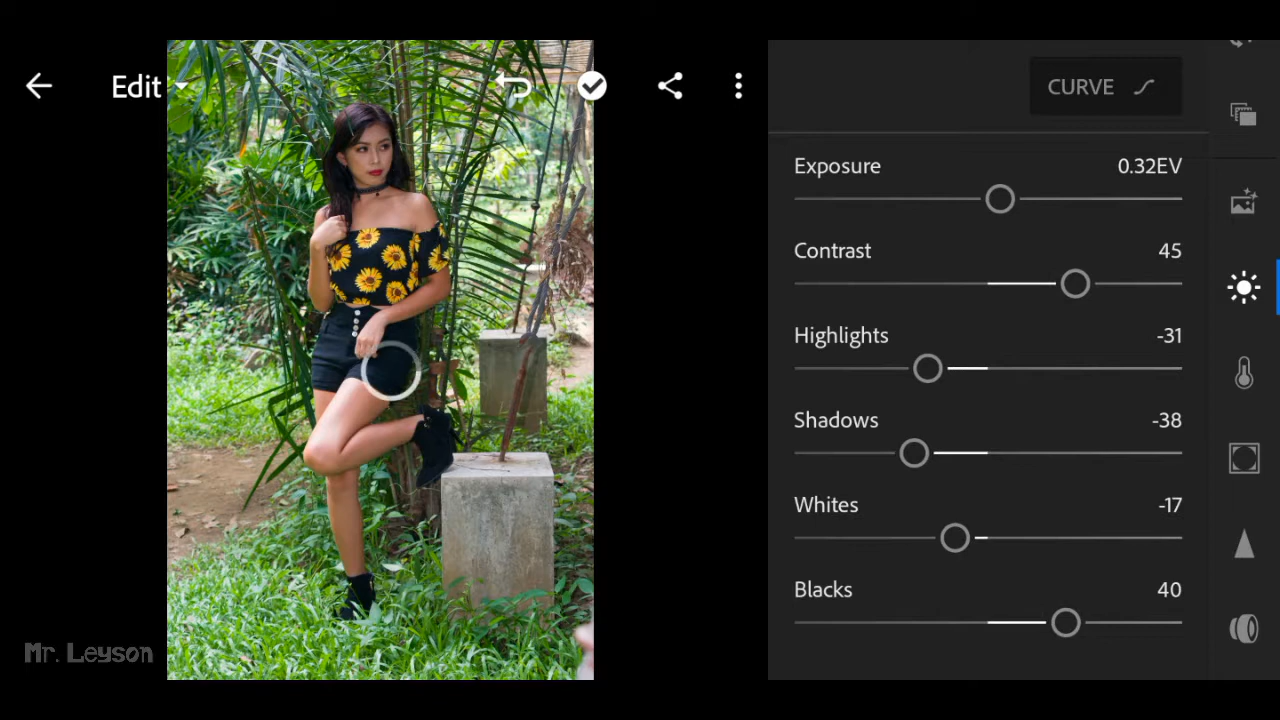 Edit
CURVE
Exposure 0.32EV
Contrast 45
Highlights -31
Shadows -38
Whites -17
Blacks 40
Mr. Leyson